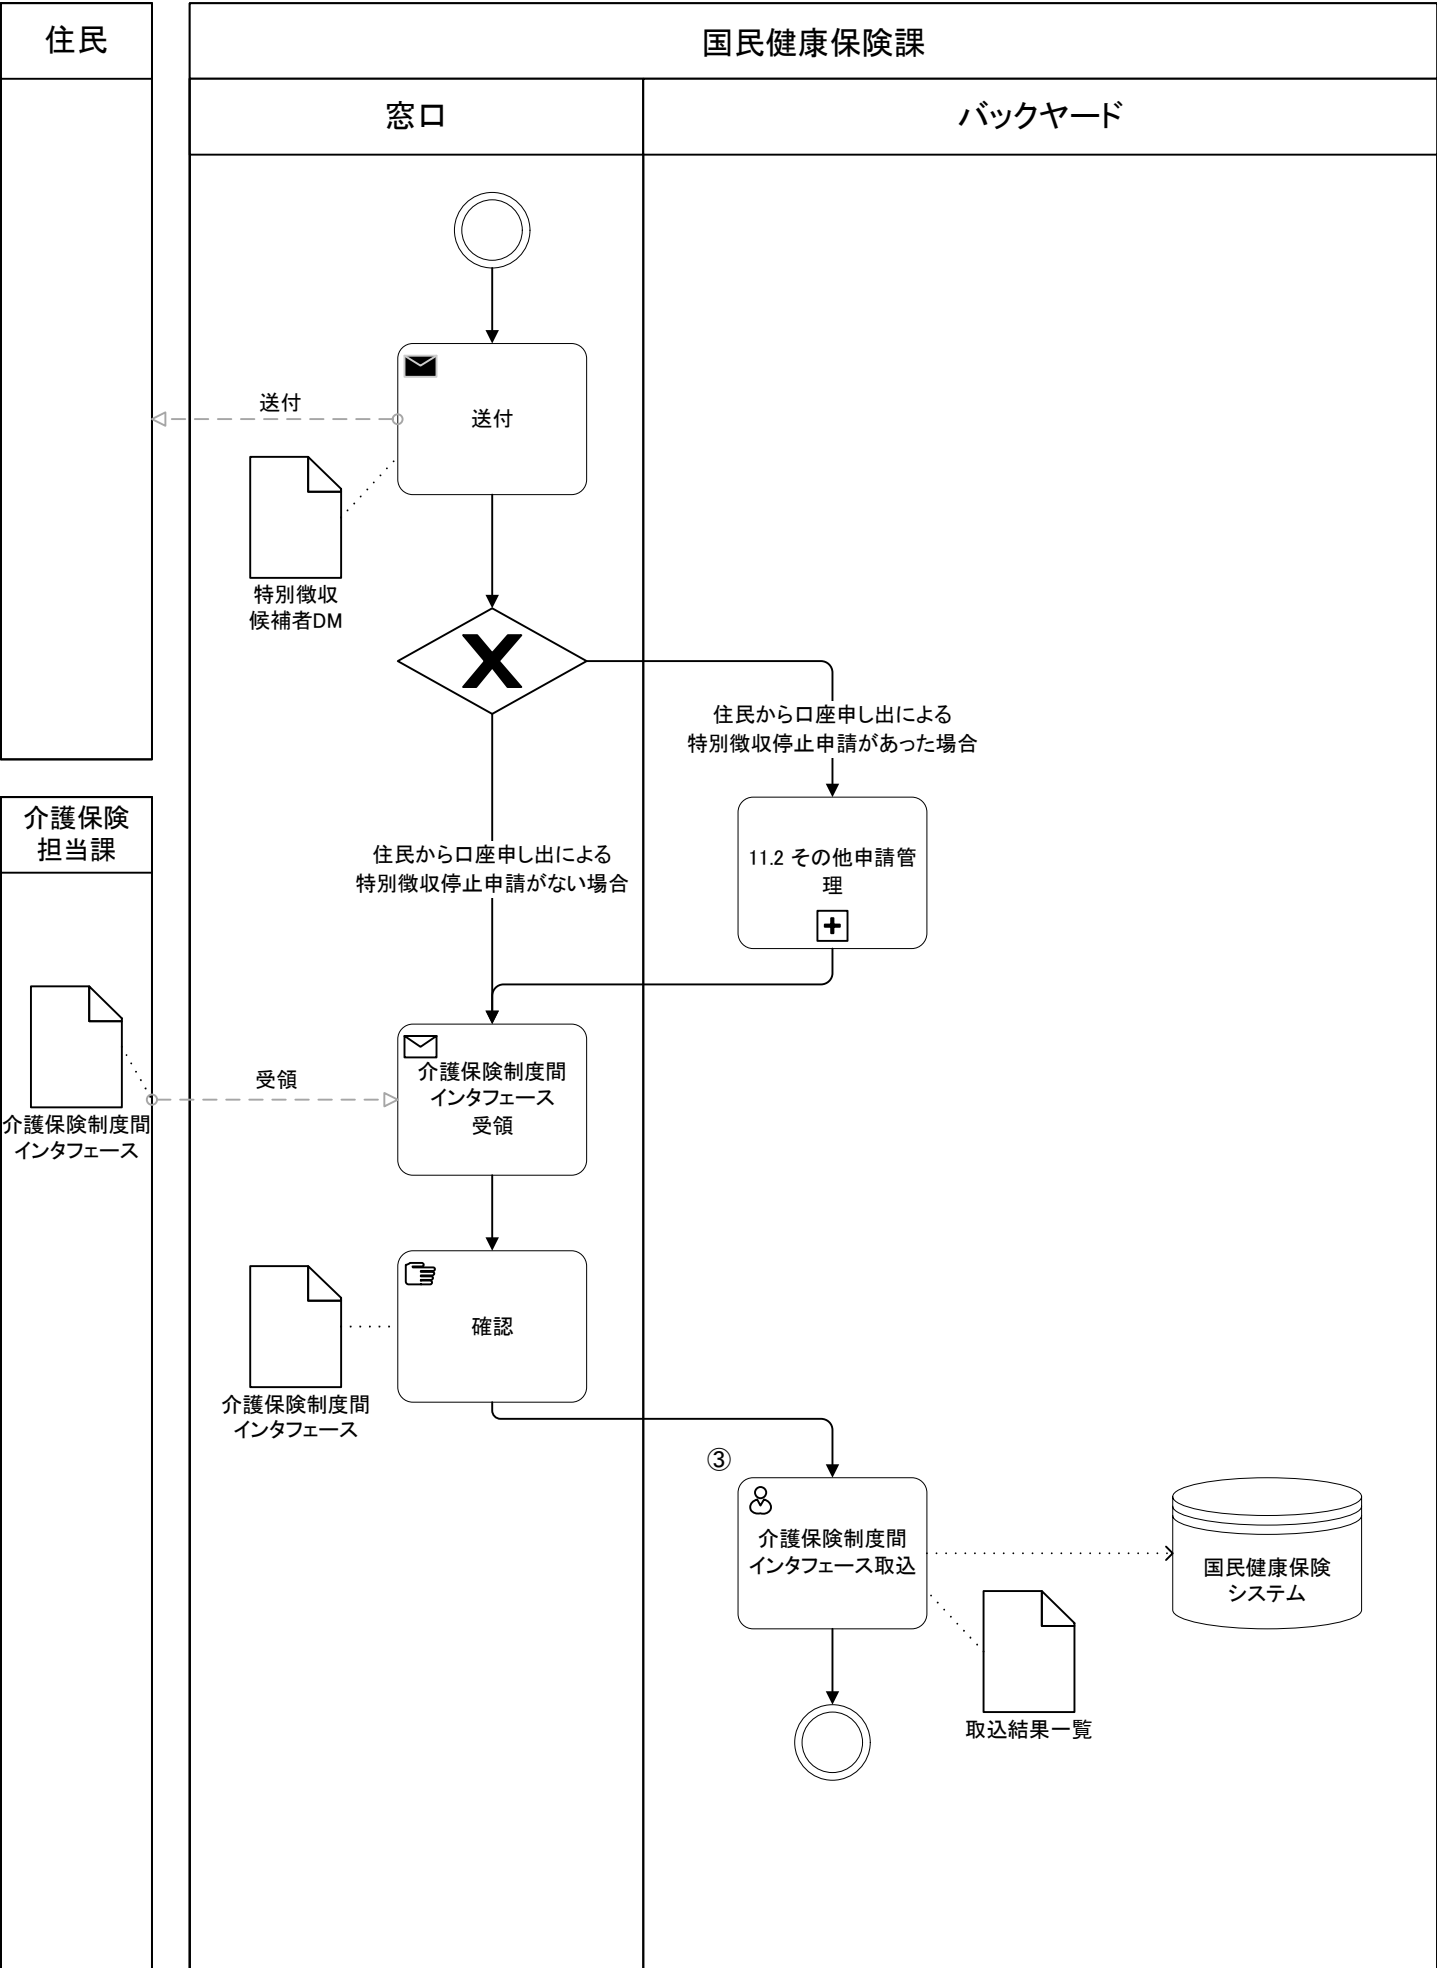 住民
国民健康保険課
窓口
バックヤード
送付
送付
特別徴収
候補者DM
住民から口座申し出による
特別徴収停止申請があった場合
介護保険
担当課
住民から口座申し出による
特別徴収停止申請がない場合
11.2 その他申請管
理
介護保険制度間
インタフェース
受領
介護保険制度間
インタフェース
受領
確認
介護保険制度間
インタフェース
③
介護保険制度間
インタフェース取込
国民健康保険
システム
取込結果一覧